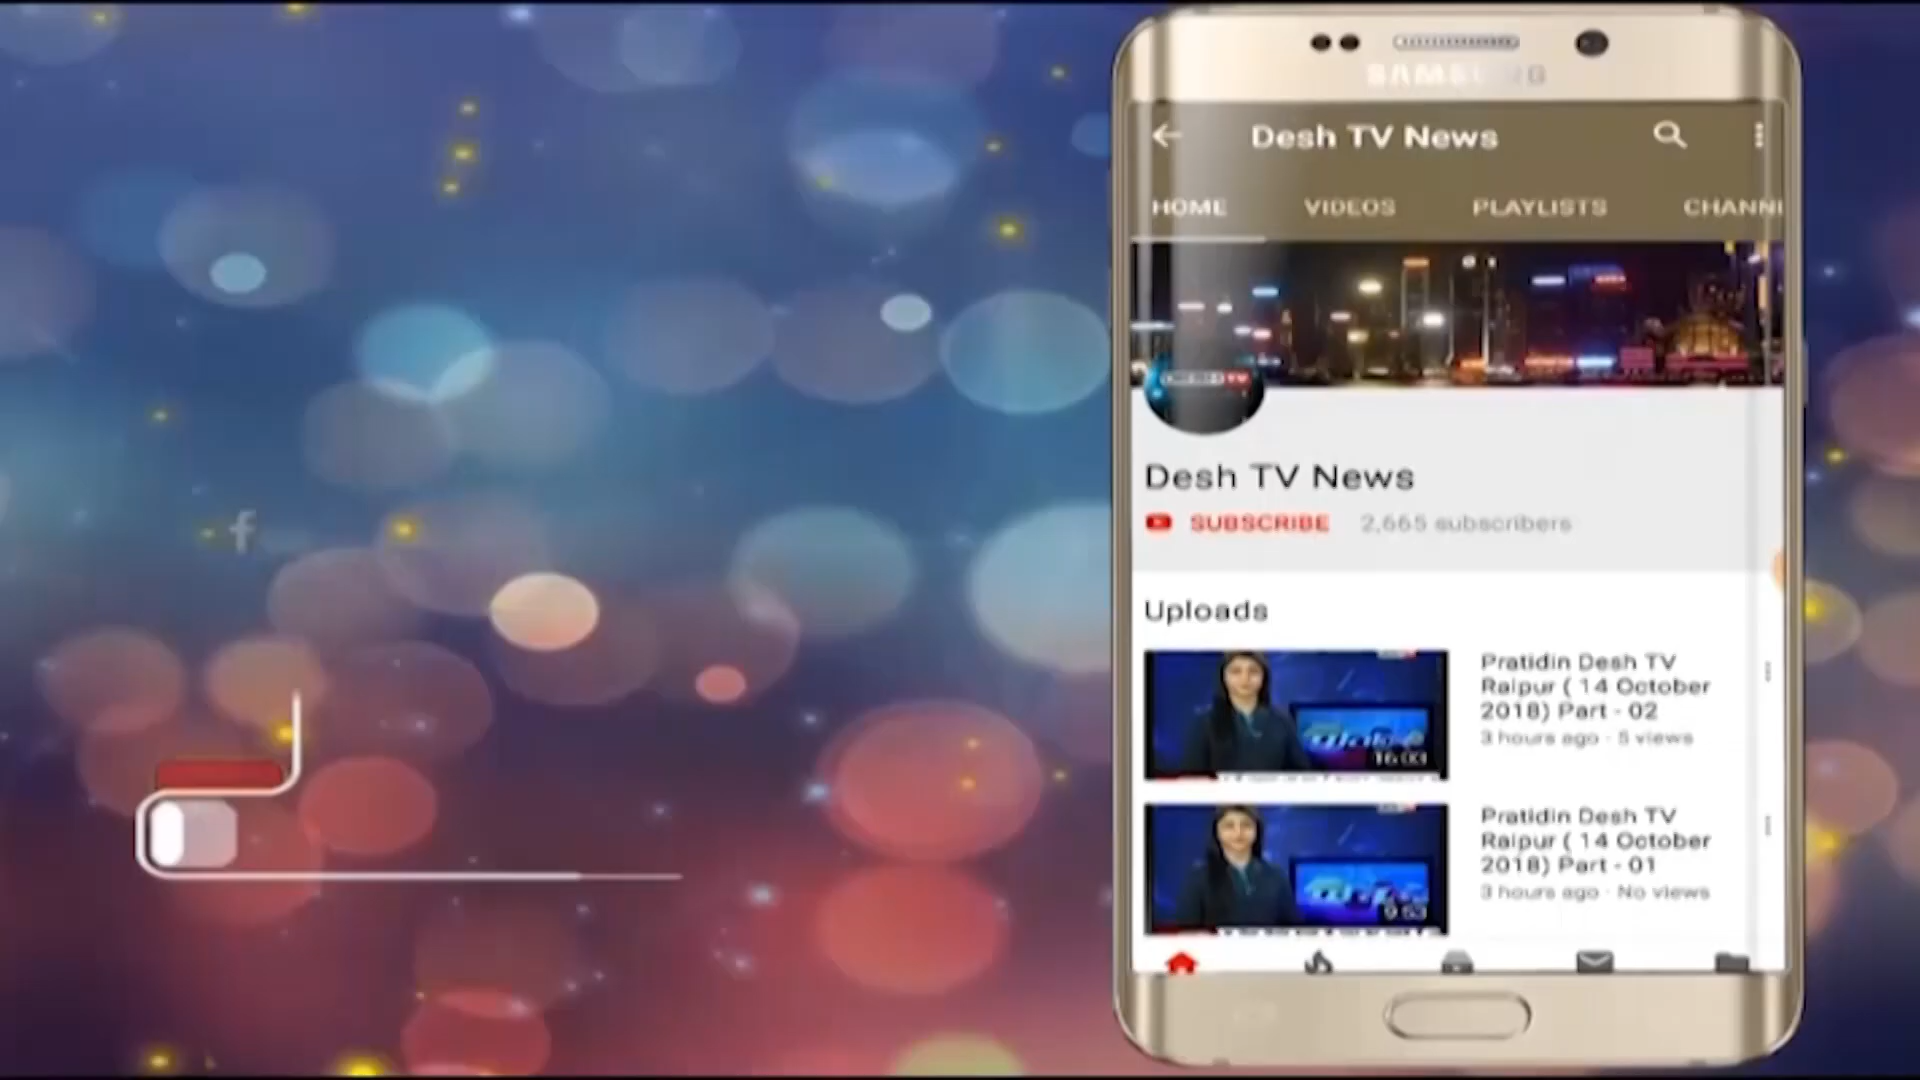 SAMSUNG
Desh TV News
HOME VIDEOS PLAYLISTS CHANNE
Desh TV News
SUBSCRIBE 2,665 subscribers
Uploads
Pratidin Desh TV
Raipur ( 14 October
2018) Part - 02
3 hours ago · 5 views
16:03
Pratidin Desh TV
Raipur ( 14 October
2018) Part - 01
3 hours ago · No views
9:53
f